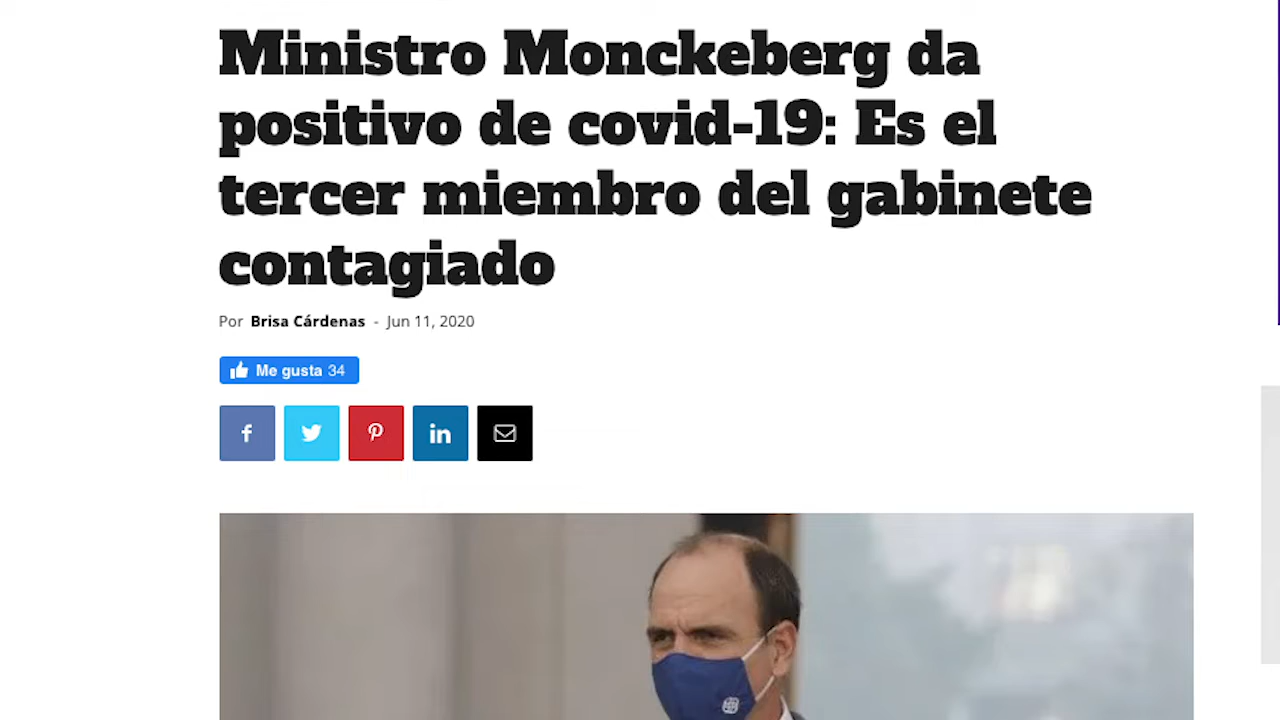 Ministro Monckeberg da
positivo de covid-19: Es el
tercer miembro del gabinete
contagiado
Por Brisa Cárdenas - Jun 11, 2020
Me gusta 34